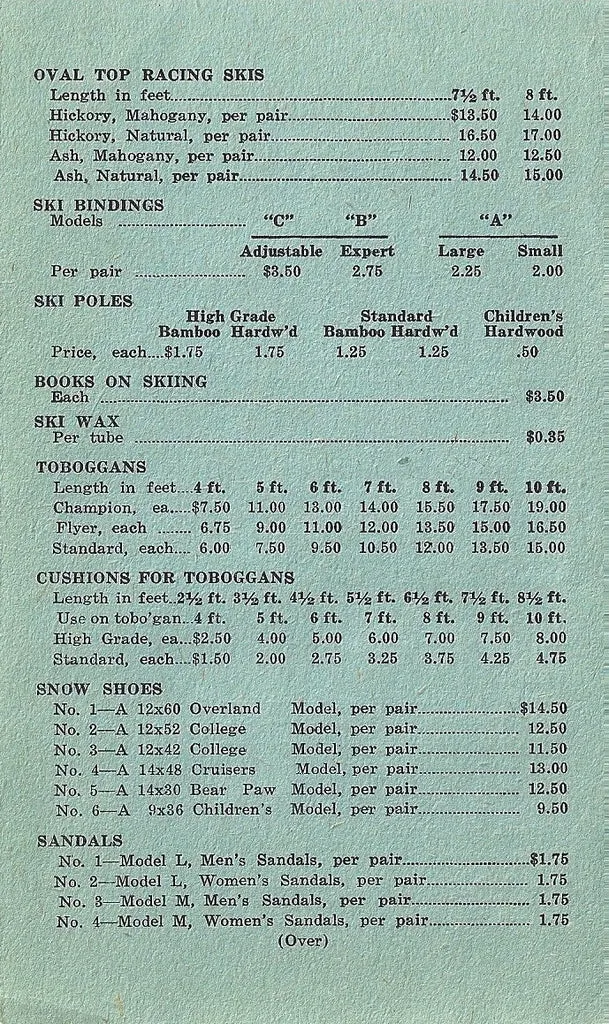 OVAL TOP RACING SKIS
Length in feet..........7½ ft. 8 ft.
Hickory, Mahogany, per pair..........$13.50 14.00
Hickory, Natural, per pair.......... 16.50 17.00
Ash, Mahogany, per pair.......... 12.00 12.50
Ash, Natural, per pair.......... 14.50 15.00
SKI BINDINGS
Models .......... "C" "B" "A"
Adjustable Expert Large Small
Per pair .......... $3.50 2.75 2.25 2.00
SKI POLES
High Grade Standard Children's
Bamboo Hardw'd Bamboo Hardw'd Hardwood
Price, each....$1.75 1.75 1.25 1.25 .50
BOOKS ON SKIING
Each .......... $3.50
SKI WAX
Per tube .......... $0.35
TOBOGGANS
Length in feet....4 ft. 5 ft. 6 ft. 7 ft. 8 ft. 9 ft. 10 ft.
Champion, ea.....$7.50 11.00 13.00 14.00 15.50 17.50 19.00
Flyer, each ........ 6.75 9.00 11.00 12.00 13.50 15.00 16.50
Standard, each.... 6.00 7.50 9.50 10.50 12.00 13.50 15.00
CUSHIONS FOR TOBOGGANS
Length in feet..2½ ft. 3½ ft. 4½ ft. 5½ ft. 6½ ft. 7½ ft. 8½ ft.
Use on tobo'gan..4 ft. 5 ft. 6 ft. 7 ft. 8 ft. 9 ft. 10 ft.
High Grade, ea...$2.50 4.00 5.00 6.00 7.00 7.50 8.00
Standard, each....$1.50 2.00 2.75 3.25 3.75 4.25 4.75
SNOW SHOES
No. 1—A 12x60 Overland Model, per pair..........$14.50
No. 2—A 12x52 College Model, per pair.......... 12.50
No. 3—A 12x42 College Model, per pair.......... 11.50
No. 4—A 14x48 Cruisers Model, per pair.......... 13.00
No. 5—A 14x30 Bear Paw Model, per pair.......... 12.50
No. 6—A 9x36 Children's Model, per pair.......... 9.50
SANDALS
No. 1—Model L, Men's Sandals, per pair..........$1.75
No. 2—Model L, Women's Sandals, per pair.......... 1.75
No. 3—Model M, Men's Sandals, per pair.......... 1.75
No. 4—Model M, Women's Sandals, per pair.......... 1.75
(Over)